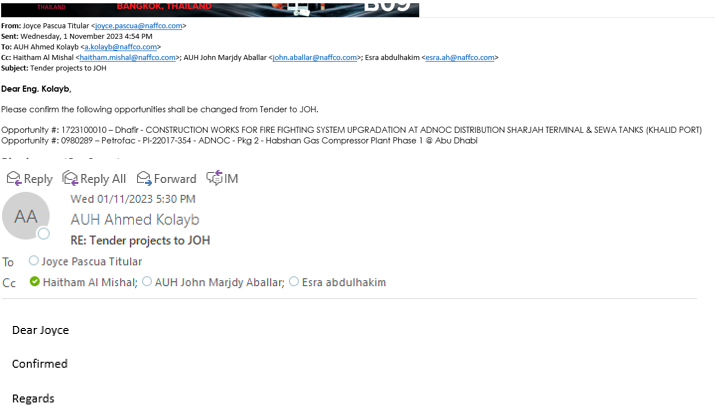 THAILAND
BANGKOK, THAILAND
B09
From: Joyce Pascua Titular <joyce.pascua@naffco.com>
Sent: Wednesday, 1 November 2023 4:54 PM
To: AUH Ahmed Kolayb <a.kolayb@naffco.com>
Cc: Haitham Al Mishal <haitham.mishal@naffco.com>; AUH John Marjdy Aballar <john.aballar@naffco.com>; Esra abdulhakim <esra.ah@naffco.com>
Subject: Tender projects to JOH
Dear Eng. Kolayb,
Please confirm the following opportunities shall be changed from Tender to JOH.
Opportunity #: 1723100010 – Dhafir - CONSTRUCTION WORKS FOR FIRE FIGHTING SYSTEM UPGRADATION AT ADNOC DISTRIBUTION SHARJAH TERMINAL & SEWA TANKS (KHALID PORT)
Opportunity #: 0980289 – Petrofac - PI-22017-354 - ADNOC - Pkg 2 - Habshan Gas Compressor Plant Phase 1 @ Abu Dhabi
Reply Reply All Forward IM
Wed 01/11/2023 5:30 PM
AA
AUH Ahmed Kolayb
RE: Tender projects to JOH
To Joyce Pascua Titular
Cc Haitham Al Mishal; AUH John Marjdy Aballar; Esra abdulhakim
Dear Joyce
Confirmed
Regards